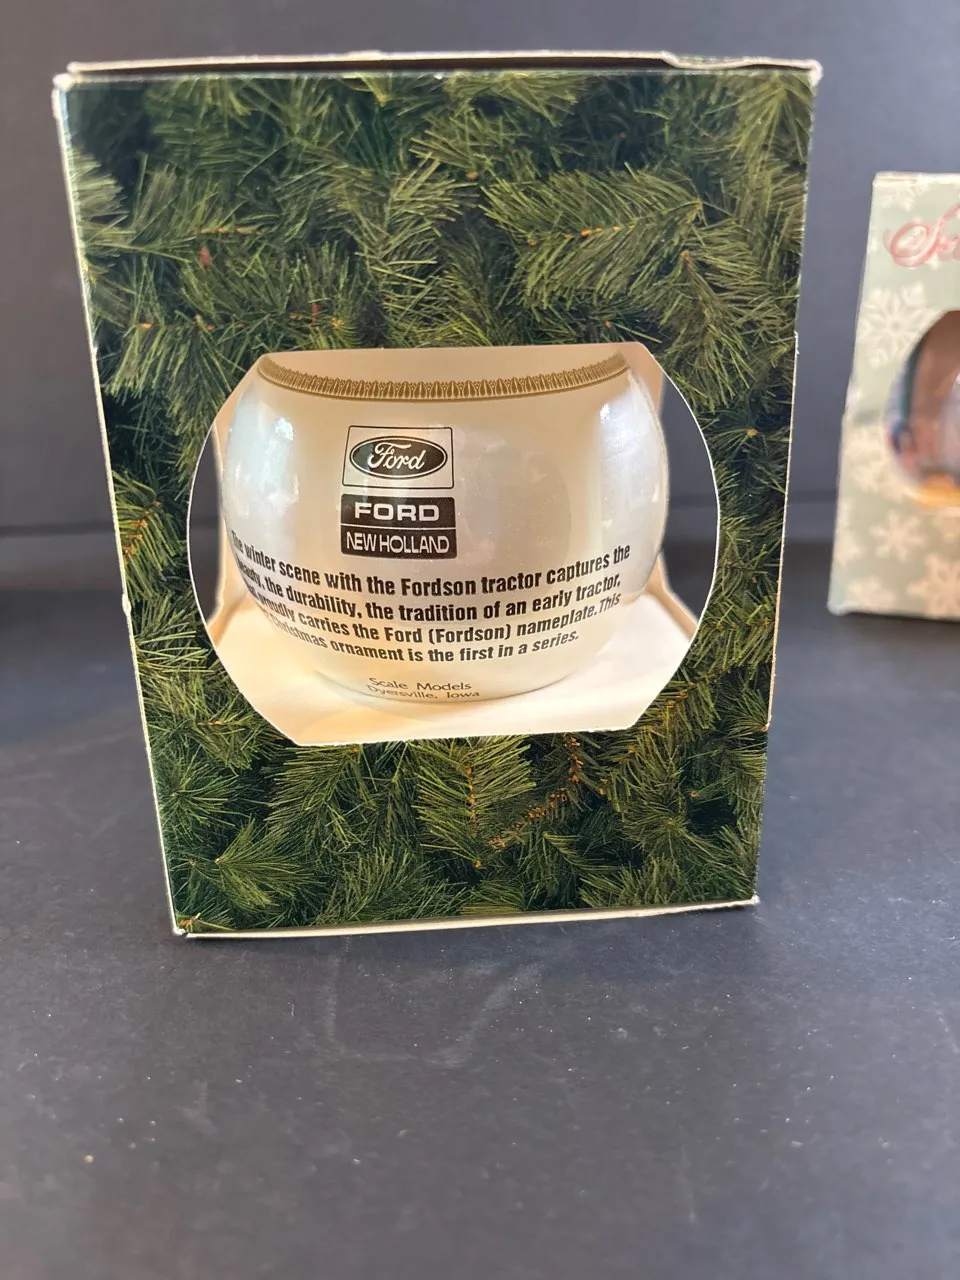 Ford
FORD
NEW HOLLAND
The winter scene with the Fordson tractor captures the
the durability, the tradition of an early tractor,
proudly carries the Ford (Fordson) nameplate. This
Christmas ornament is the first in a series.
Scale Models
Dyersville, Iowa